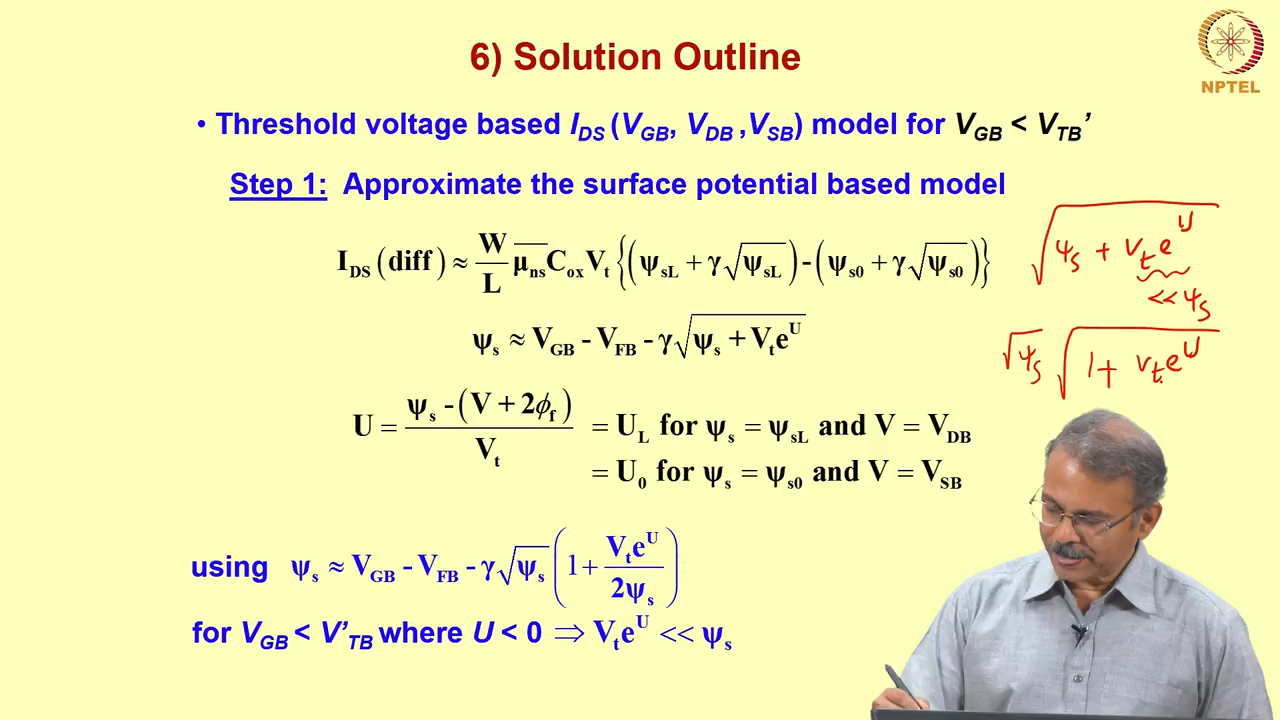 6) Solution Outline
NPTEL
• Threshold voltage based I_DS (V_GB, V_DB ,V_SB) model for V_GB < V_TB’
Step 1: Approximate the surface potential based model
I_DS (diff) ≈ W/L μ̅_ns C_ox V_t {(ψ_sL + γ√ψ_sL) - (ψ_s0 + γ√ψ_s0)}
√(ψ_s + V_t e^U)
<< ψ_s
ψ_s ≈ V_GB - V_FB - γ√(ψ_s + V_t e^U)
√ψ_s √(1 + V_t e^U)
U = (ψ_s - (V + 2ϕ_f))/V_t
= U_L for ψ_s = ψ_sL and V = V_DB
= U_0 for ψ_s = ψ_s0 and V = V_SB
using ψ_s ≈ V_GB - V_FB - γ√ψ_s (1 + V_t e^U/2ψ_s)
for V_GB < V’_TB where U < 0 ⇒ V_t e^U << ψ_s